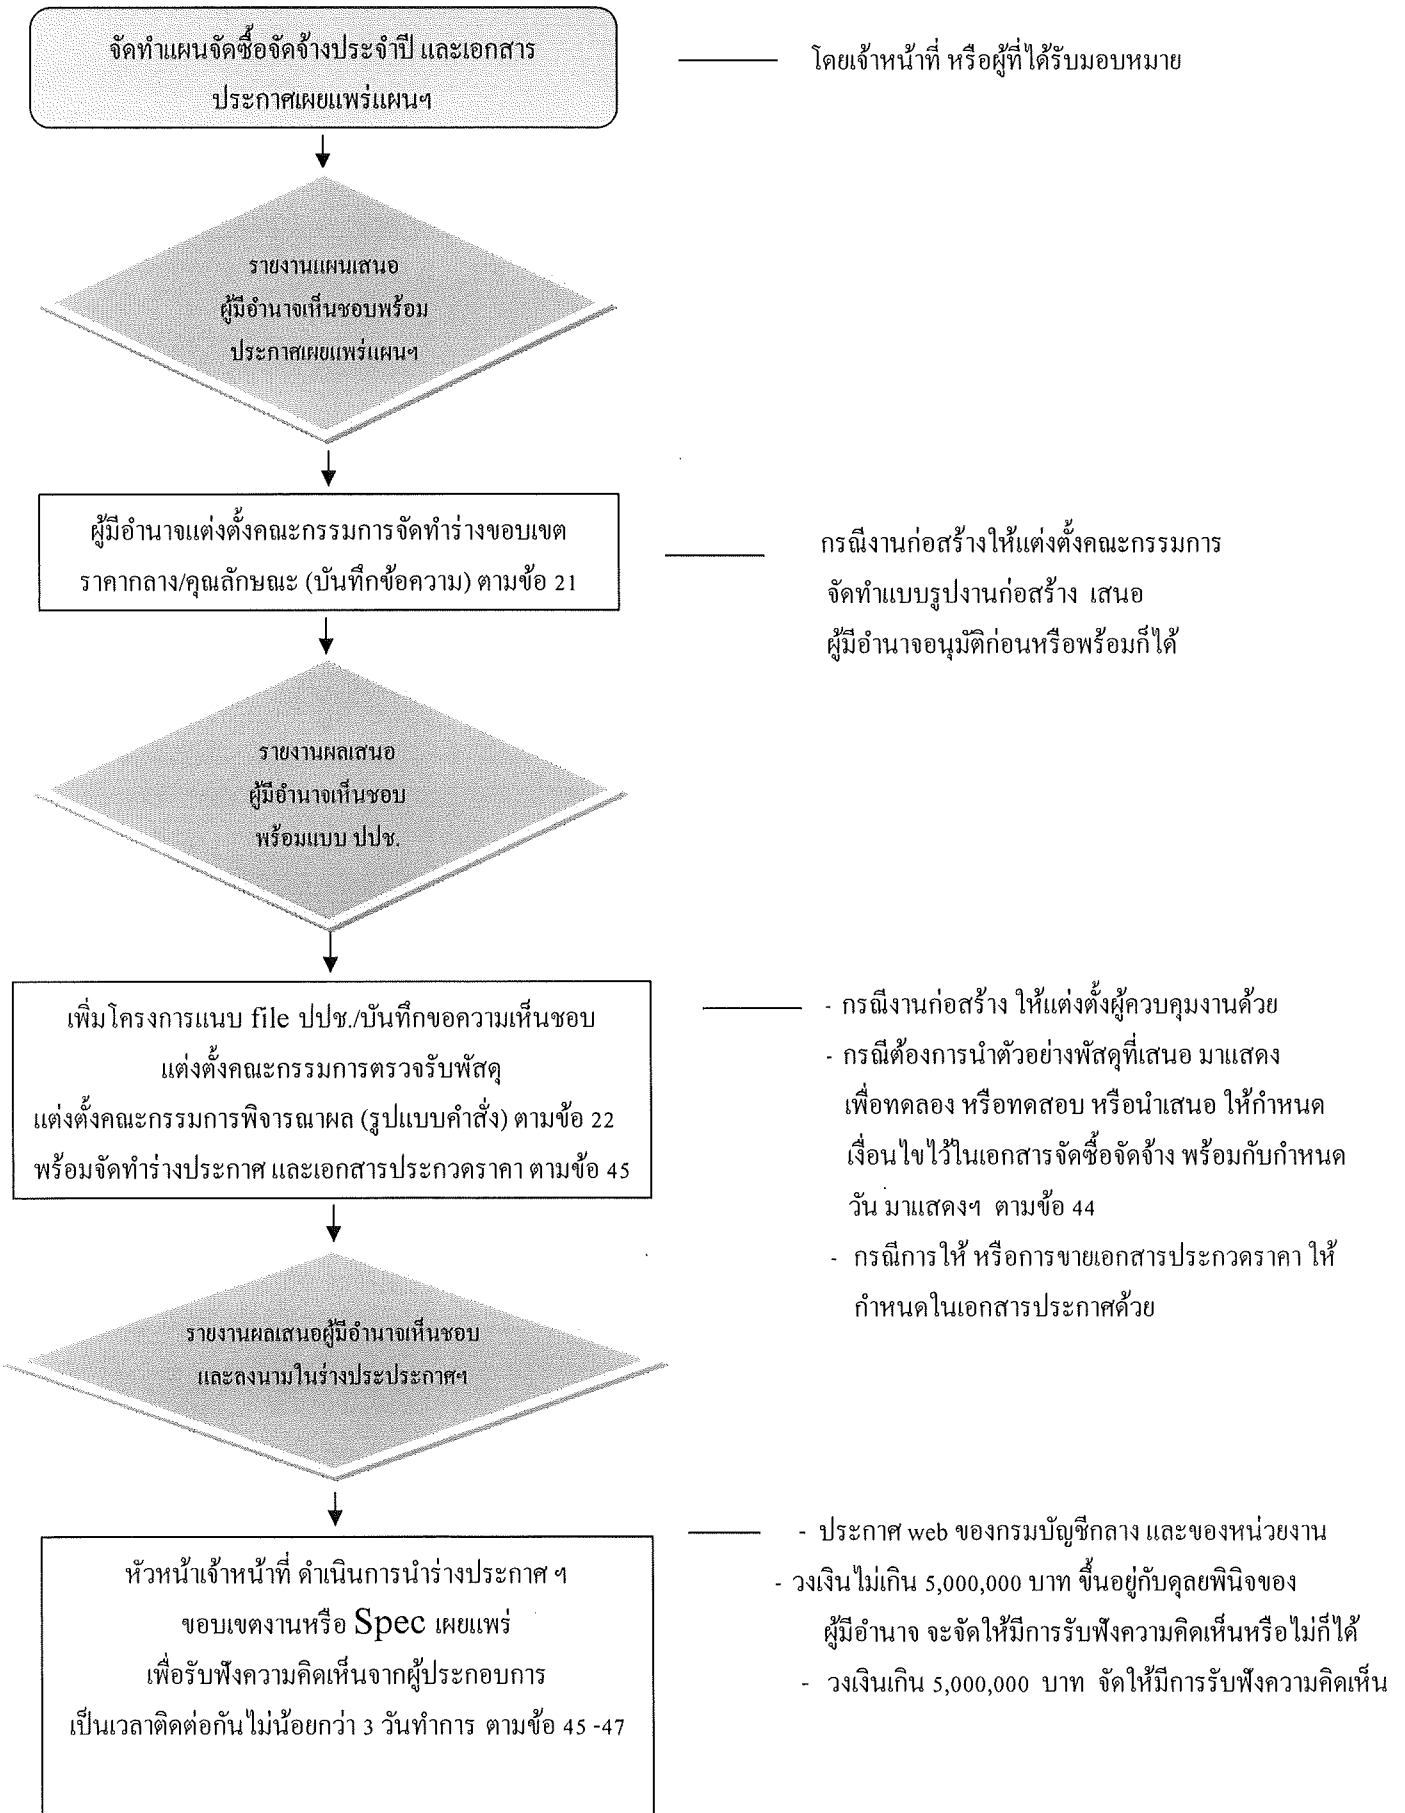 จัดทำแผนจัดซื้อจัดจ้างประจำปี และเอกสาร
ประกาศเผยแพร่แผนฯ
โดยเจ้าหน้าที่ หรือผู้ที่ได้รับมอบหมาย
รายงานแผนเสนอ
ผู้มีอำนาจเห็นชอบพร้อม
ประกาศเผยแพร่แผนฯ
ผู้มีอำนาจแต่งตั้งคณะกรรมการจัดทำร่างขอบเขต
ราคากลาง/คุณลักษณะ (บันทึกข้อความ) ตามข้อ 21
กรณีงานก่อสร้างให้แต่งตั้งคณะกรรมการ
จัดทำแบบรูปงานก่อสร้าง เสนอ
ผู้มีอำนาจอนุมัติก่อนหรือพร้อมก็ได้
รายงานผลเสนอ
ผู้มีอำนาจเห็นชอบ
พร้อมแบบ ปปช.
เพิ่มโครงการแนบ file ปปช./บันทึกขอความเห็นชอบ
แต่งตั้งคณะกรรมการตรวจรับพัสดุ
แต่งตั้งคณะกรรมการพิจารณาผล (รูปแบบคำสั่ง) ตามข้อ 22
พร้อมจัดทำร่างประกาศ และเอกสารประกวดราคา ตามข้อ 45
- กรณีงานก่อสร้าง ให้แต่งตั้งผู้ควบคุมงานด้วย
- กรณีต้องการนำตัวอย่างพัสดุที่เสนอ มาแสดง
เพื่อทดลอง หรือทดสอบ หรือนำเสนอ ให้กำหนด
เงื่อนไขไว้ในเอกสารจัดซื้อจัดจ้าง พร้อมกับกำหนด
วัน มาแสดงฯ ตามข้อ 44
- กรณีการให้ หรือการขายเอกสารประกวดราคา ให้
กำหนดในเอกสารประกาศด้วย
รายงานผลเสนอผู้มีอำนาจเห็นชอบ
และลงนามในร่างประประกาศฯ
หัวหน้าเจ้าหน้าที่ ดำเนินการนำร่างประกาศ ฯ
ขอบเขตงานหรือ Spec เผยแพร่
เพื่อรับฟังความคิดเห็นจากผู้ประกอบการ
เป็นเวลาติดต่อกันไม่น้อยกว่า 3 วันทำการ ตามข้อ 45 -47
- ประกาศ web ของกรมบัญชีกลาง และของหน่วยงาน
- วงเงินไม่เกิน 5,000,000 บาท ขึ้นอยู่กับดุลยพินิจของ
ผู้มีอำนาจ จะจัดให้มีการรับฟังความคิดเห็นหรือไม่ก็ได้
- วงเงินเกิน 5,000,000 บาท จัดให้มีการรับฟังความคิดเห็น